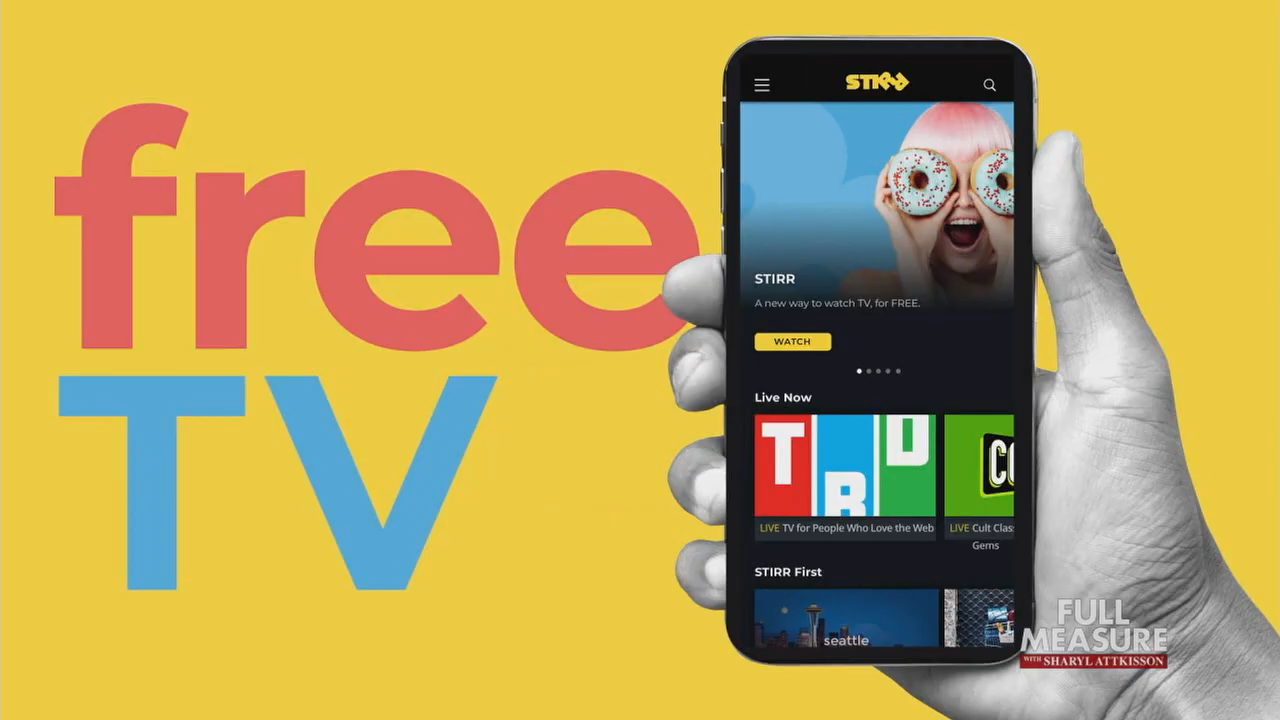 free
TV
STIRR
STIRR
A new way to watch TV, for FREE.
WATCH
Live Now
TRD
CO
LIVE TV for People Who Love the Web
LIVE Cult Clas
Gems
STIRR First
seattle
FULL
MEASURE
WITH SHARYL ATTKISSON